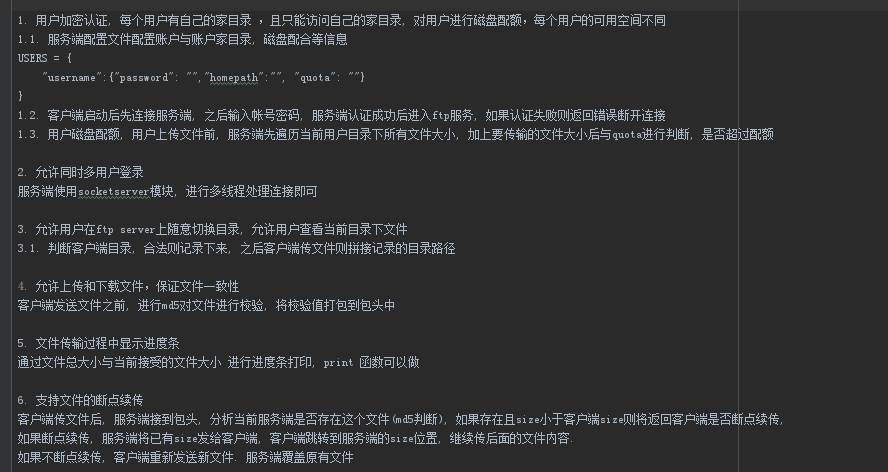 1. 用户加密认证, 每个用户有自己的家目录 ，且只能访问自己的家目录, 对用户进行磁盘配额，每个用户的可用空间不同
1.1. 服务端配置文件配置账户与账户家目录, 磁盘配合等信息
USERS = {
"username":{"password": "","homepath":"", "quota": ""}
}
1.2. 客户端启动后先连接服务端, 之后输入帐号密码, 服务端认证成功后进入ftp服务, 如果认证失败则返回错误断开连接
1.3. 用户磁盘配额, 用户上传文件前, 服务端先遍历当前用户目录下所有文件大小, 加上要传输的文件大小后与quota进行判断, 是否超过配额
2. 允许同时多用户登录
服务端使用socketserver模块, 进行多线程处理连接即可
3. 允许用户在ftp server上随意切换目录, 允许用户查看当前目录下文件
3.1. 判断客户端目录, 合法则记录下来, 之后客户端传文件则拼接记录的目录路径
4. 允许上传和下载文件，保证文件一致性
客户端发送文件之前, 进行md5对文件进行校验, 将校验值打包到包头中
5. 文件传输过程中显示进度条
通过文件总大小与当前接受的文件大小 进行进度条打印, print 函数可以做
6. 支持文件的断点续传
客户端传文件后, 服务端接到包头, 分析当前服务端是否存在这个文件(md5判断), 如果存在且size小于客户端size则将返回客户端是否断点续传,
如果断点续传, 服务端将已有size发给客户端, 客户端跳转到服务端的size位置, 继续传后面的文件内容.
如果不断点续传, 客户端重新发送新文件. 服务端覆盖原有文件